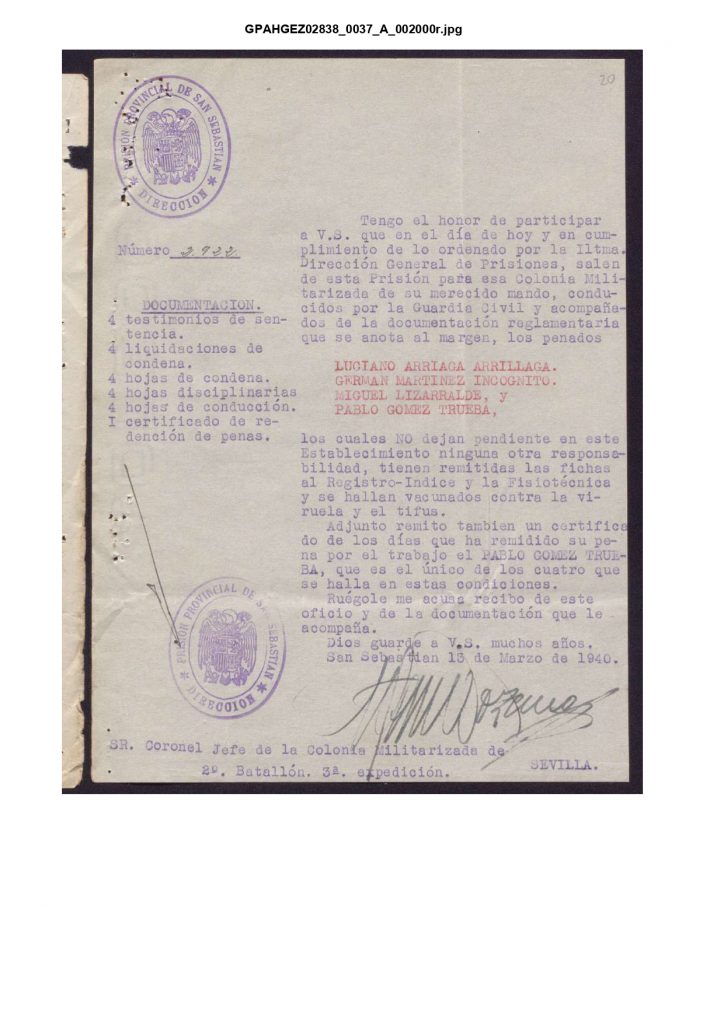 GPAHGEZ02838_0037_A_002000r.jpg
20
PRISIÓN PROVINCIAL DE SAN SEBASTIAN
* DIRECCION *
Número 2.922
DOCUMENTACION.
4 testimonios de sen-
tencia.
4 liquidaciones de
condena.
4 hojas de condena.
4 hojas disciplinarias
4 hojas de conducción.
I certificado de re-
dención de penas.
Tengo el honor de participar
a V.S. que en el día de hoy y en cum-
plimiento de lo ordenado por la Iltma.
Dirección General de Prisiones, salen
de esta Prisión para esa Colonia Mili-
tarizada de su merecido mando, condu-
cidos por la Guardia Civil y acompaña-
dos de la documentación reglamentaria
que se anota al margen, los penados
LUCIANO ARRIAGA ARRILLAGA.
GERMAN MARTINEZ INCOGNITO.
MIGUEL LIZARRALDE, y
PABLO GOMEZ TRUEBA,
los cuales NO dejan pendiente en este
Establecimiento ninguna otra responsa-
bilidad, tienen remitidas las fichas
al Registro-Indice y la Fisiotécnica
y se hallan vacunados contra la vi-
ruela y el tifus.
Adjunto remito tambien un certifica
do de los días que ha remidido su pe-
na por el trabajo el PABLO GOMEZ TRUE-
BA, que es el único de los cuatro que
se halla en estas condiciones.
Ruégole me acuse recibo de este
oficio y de la documentación que le
acompaña.
Dios guarde a V.S. muchos años.
San Sebastian 13 de Marzo de 1940.
PRISIÓN PROVINCIAL DE SAN SEBASTIAN
* DIRECCION *
SR. Coronel Jefe de la Colonia Militarizada de
2º. Batallón. 3ª. expedición. SEVILLA.